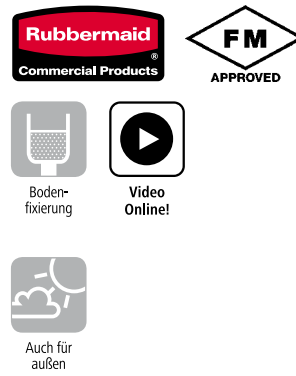 Rubbermaid
®
Commercial Products
FM
APPROVED
Boden-
fixierung
Video
Online!
Auch für
außen